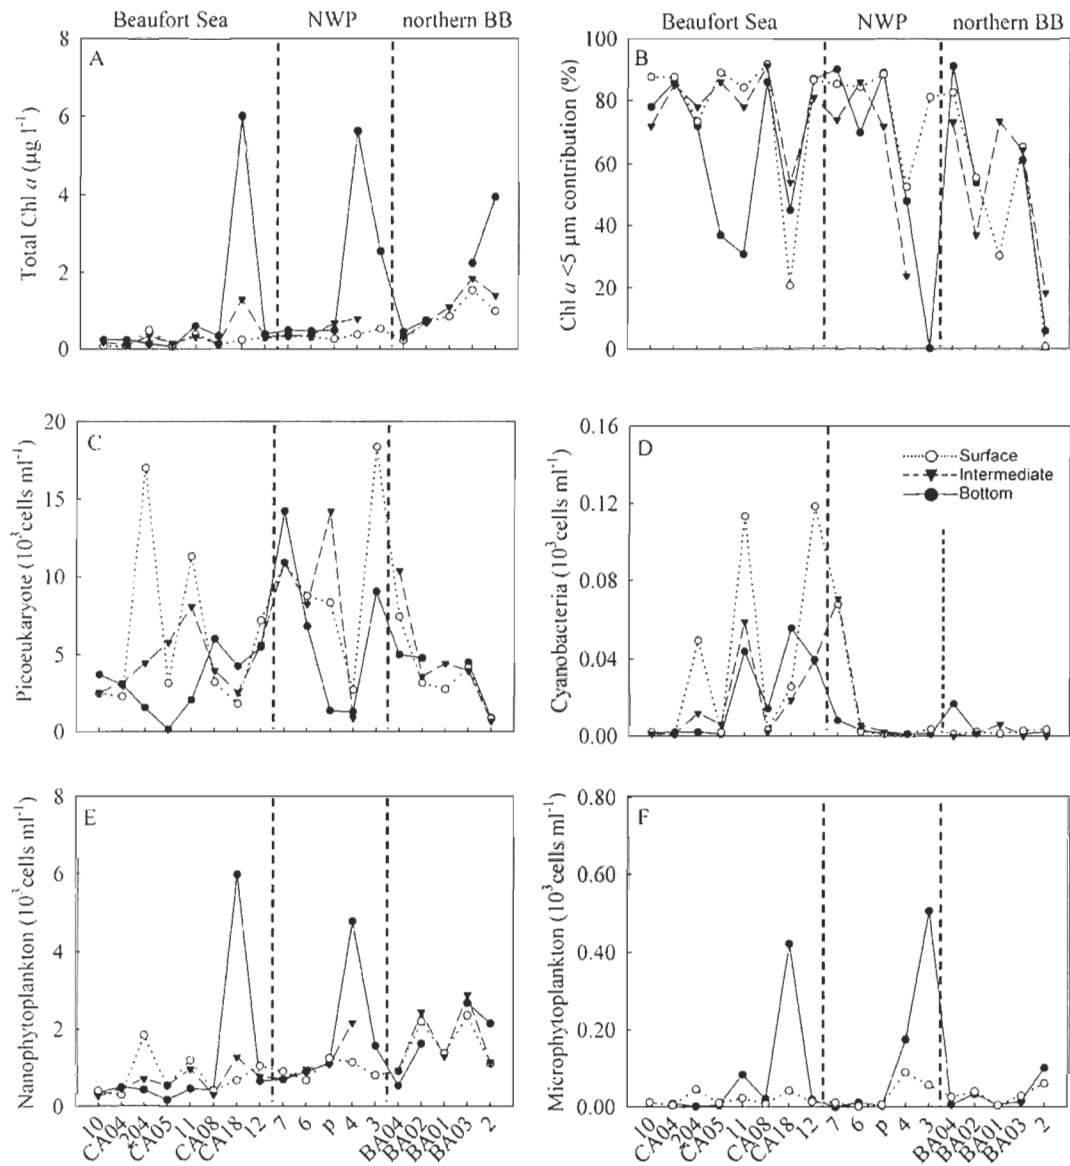 Beaufort Sea NWP northern BB
Beaufort Sea NWP northern BB
A
8
6
4
2
0
Total Chl a (µg l⁻¹)
B
100
80
60
40
20
0
Chl a <5 µm contribution (%)
C
20
15
10
5
0
Picoeukaryote (10³cells ml⁻¹)
D
0.16
0.12
0.08
0.04
0.00
Cyanobacteria (10³cells ml⁻¹)
Surface
Intermediate
Bottom
E
8
6
4
2
0
Nanophytoplankton (10³cells ml⁻¹)
10 CA04 204 CA05 11 CA08 CA18 12 7 6 P 4 3 BA04 BA02 BA01 BA03 2
F
0.80
0.60
0.40
0.20
0.00
Microphytoplankton (10³cells ml⁻¹)
10 CA04 204 CA05 11 CA08 CA18 12 7 6 P 4 3 BA04 BA02 BA01 BA03 2